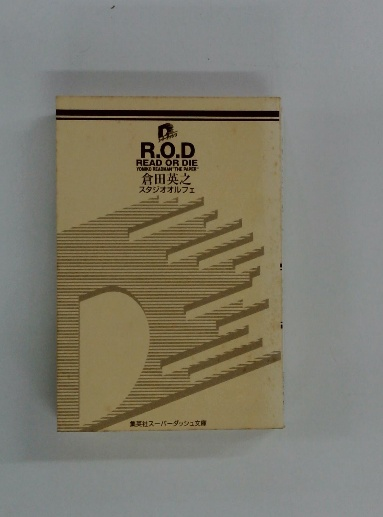 R.O.D
READ OR DIE
YOMIKO READMAN "THE PAPER"
倉田英之
スタジオオルフェ
集英社スーパーダッシュ文庫